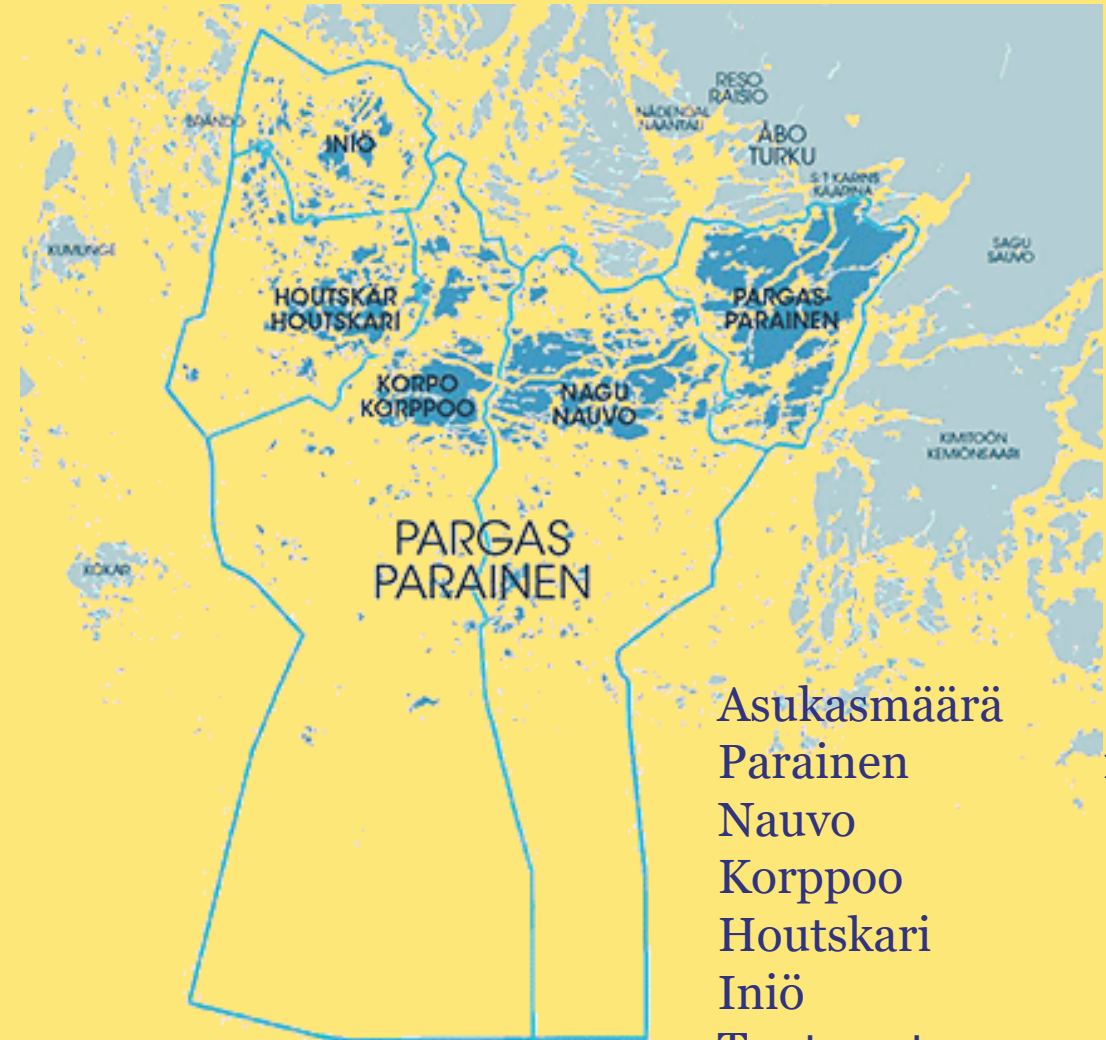 RESO
RAISIO
NÅDENDAL
NAANTALI
ÅBO
TURKU
BRÄNDÖ
INIÖ
S:T KARINS
KAARINA
KUMLINGE
SAGU
SAUVO
HOUTSKÄR
HOUTSKARI
PARGAS-
PARAINEN
KORPO
KORPPOO
NAGU
NAUVO
KIMITOÖN
KEMIÖNSAARI
PARGAS
PARAINEN
KÖKAR
Asukasmäärä
Parainen
Nauvo
Korppoo
Houtskari
Iniö